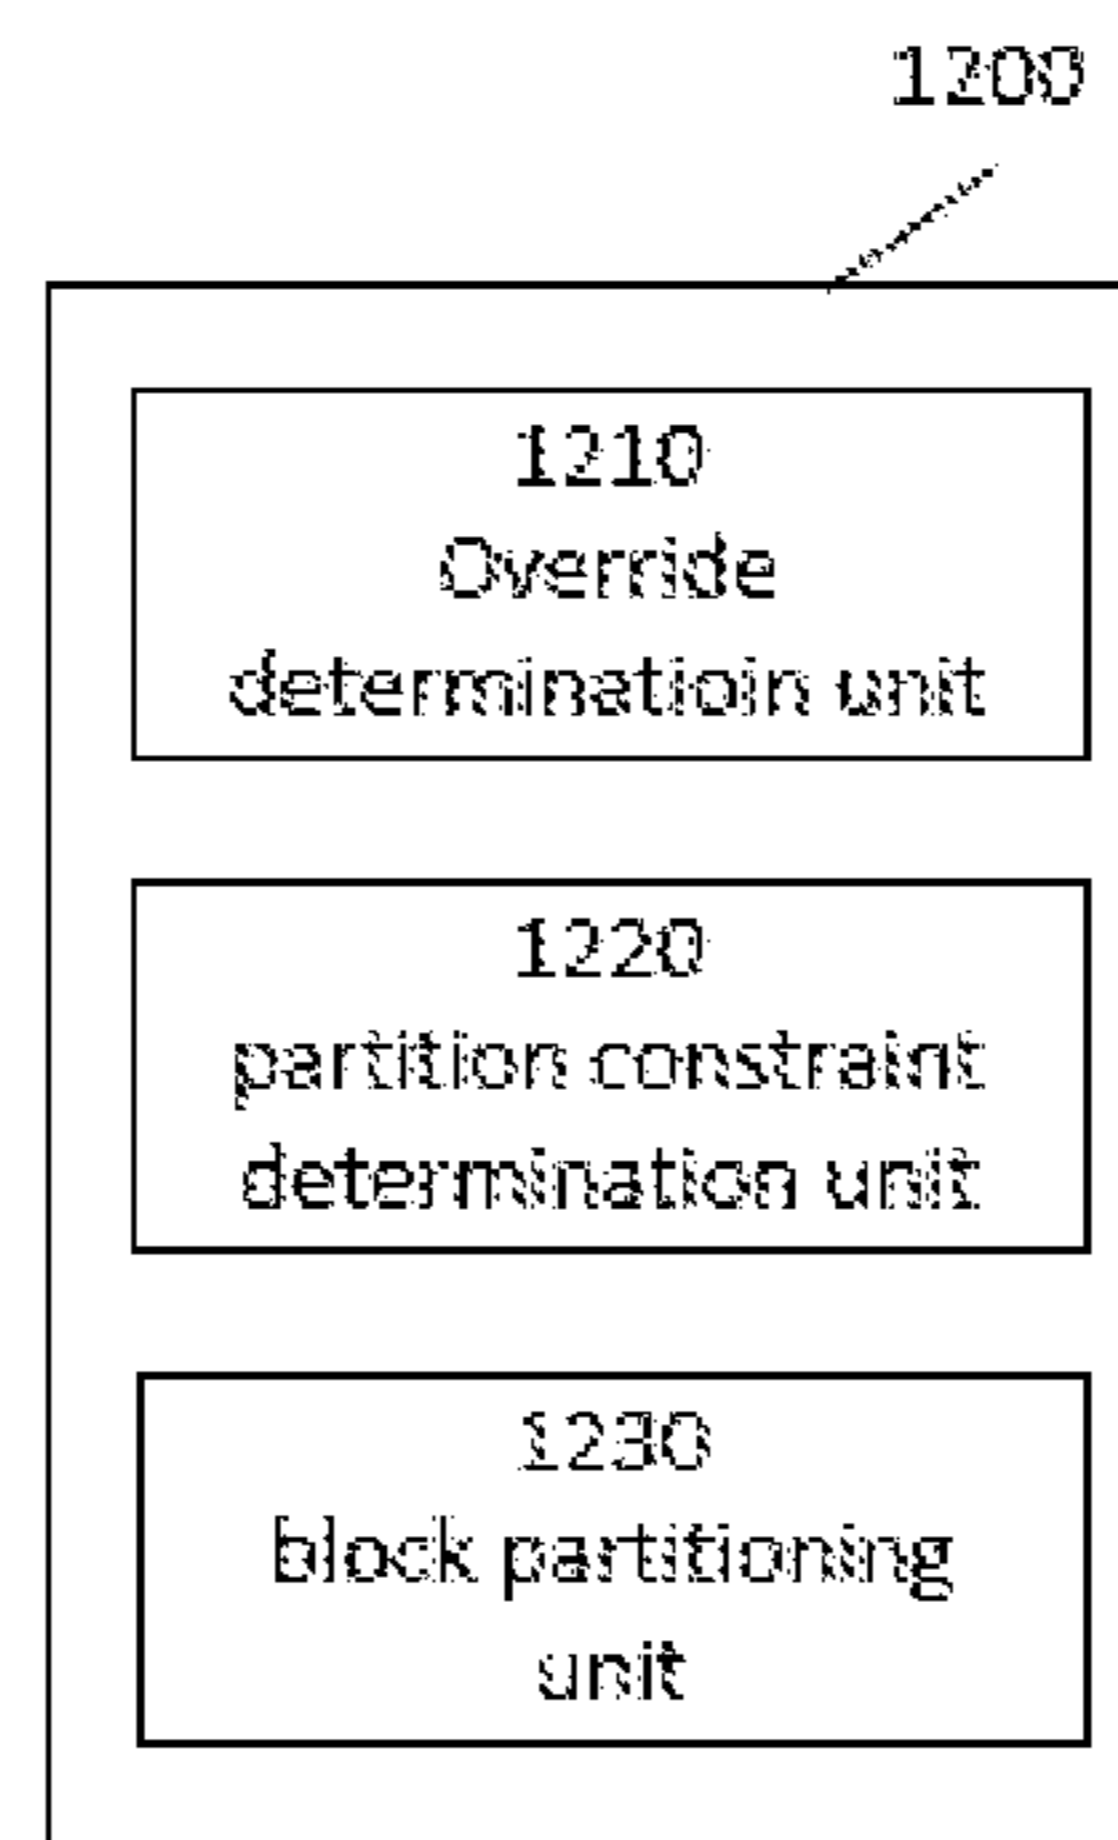 1200
1210
Override
determinatioin unit
1220
partition constraint
determination unit
1230
block partitioning
unit